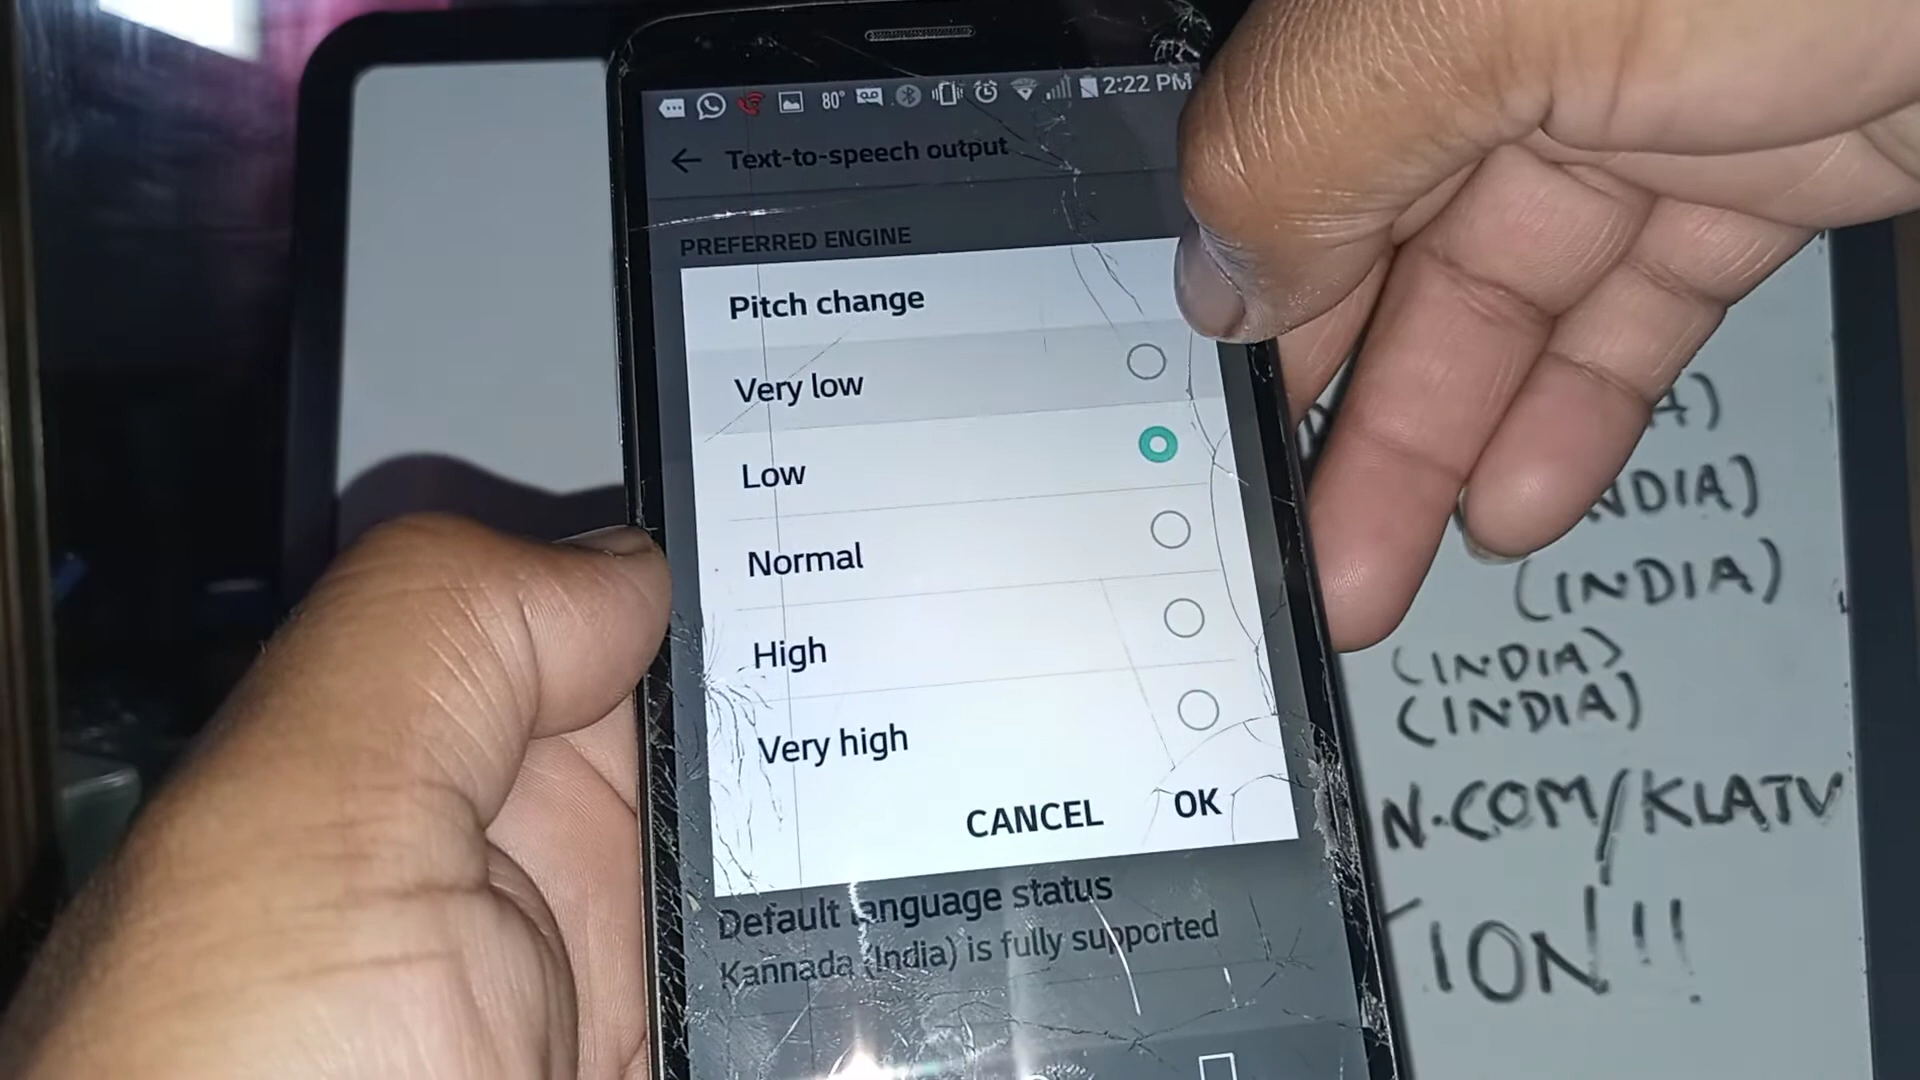 80° 2:22 PM
Text-to-speech output
PREFERRED ENGINE
Pitch change
Very low
Low
Normal
High
Very high
CANCEL OK
Default language status
Kannada (India) is fully supported
A)
NDIA)
(INDIA)
(INDIA)
(INDIA)
N.COM/KLATV
TION!!